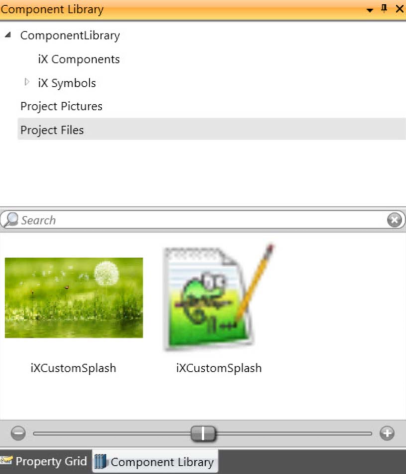 Component Library
ComponentLibrary
iX Components
iX Symbols
Project Pictures
Project Files
Search
iXCustomSplash
iXCustomSplash
Property Grid
Component Library